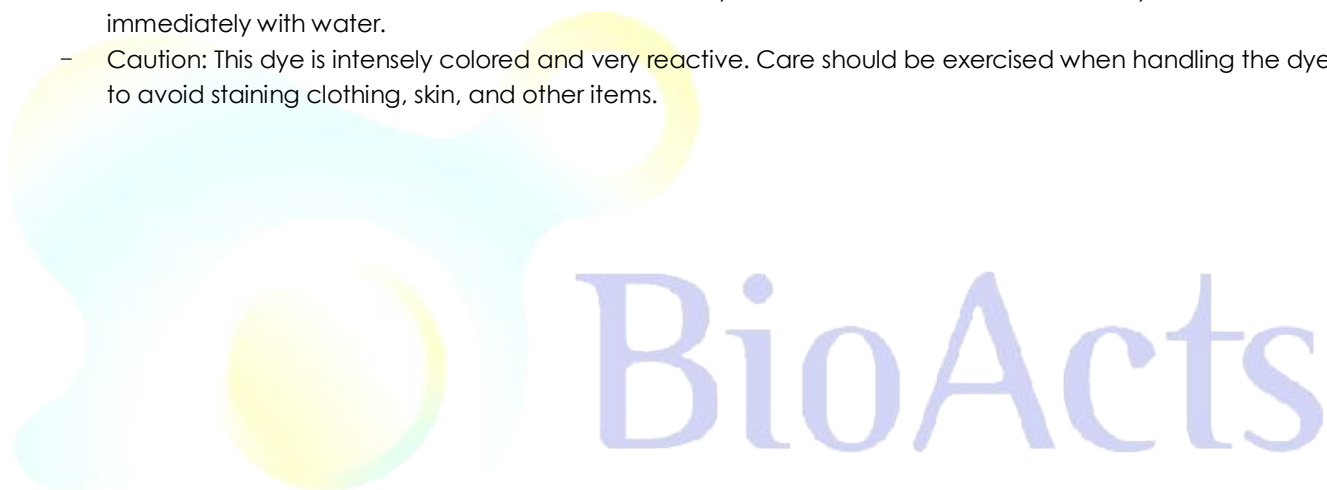 immediately with water.
- Caution: This dye is intensely colored and very reactive. Care should be exercised when handling the dye
to avoid staining clothing, skin, and other items.
BioActs